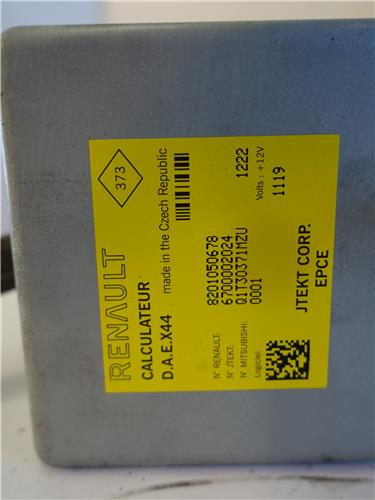 RENAULT
373
CALCULATEUR
D.A.E.X44 made in the Czech Republic
N° RENAULT: 8201050678 1222
N° JTEKT: 6700002024 Volts : +12V
N° MITSUBISHI: Q1T30371MZU 1119
Logiciel: 0001
JTEKT CORP.
EPCE